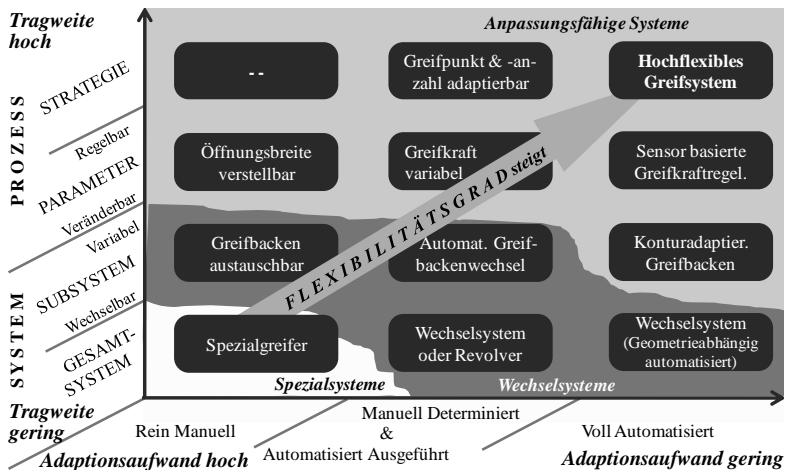 Tragweite
hoch
Anpassungsfähige Systeme
PROZESS
STRATEGIE
- -
Greifpunkt & -an-
zahl adaptierbar
Hochflexibles
Greifsystem
Regelbar
PARAMETER
Öffnungsbreite
verstellbar
Greifkraft
variabel
Sensor basierte
Greifkraftregel.
FLEXIBILITÄTSGRAD steigt
Veränderbar
Variabel
SYSTEM
SUBSYSTEM
Greifbacken
austauschbar
Automat. Greif-
backenwechsel
Konturadaptier.
Greifbacken
Wechselbar
GESAMT-
SYSTEM
Spezialgreifer
Wechselsystem
oder Revolver
Wechselsystem
(Geometrieabhängig
automatisiert)
Spezialsysteme
Wechselsysteme
Tragweite
gering
Rein Manuell
Manuell Determiniert
&
Automatisiert Ausgeführt
Voll Automatisiert
Adaptionsaufwand hoch
Adaptionsaufwand gering